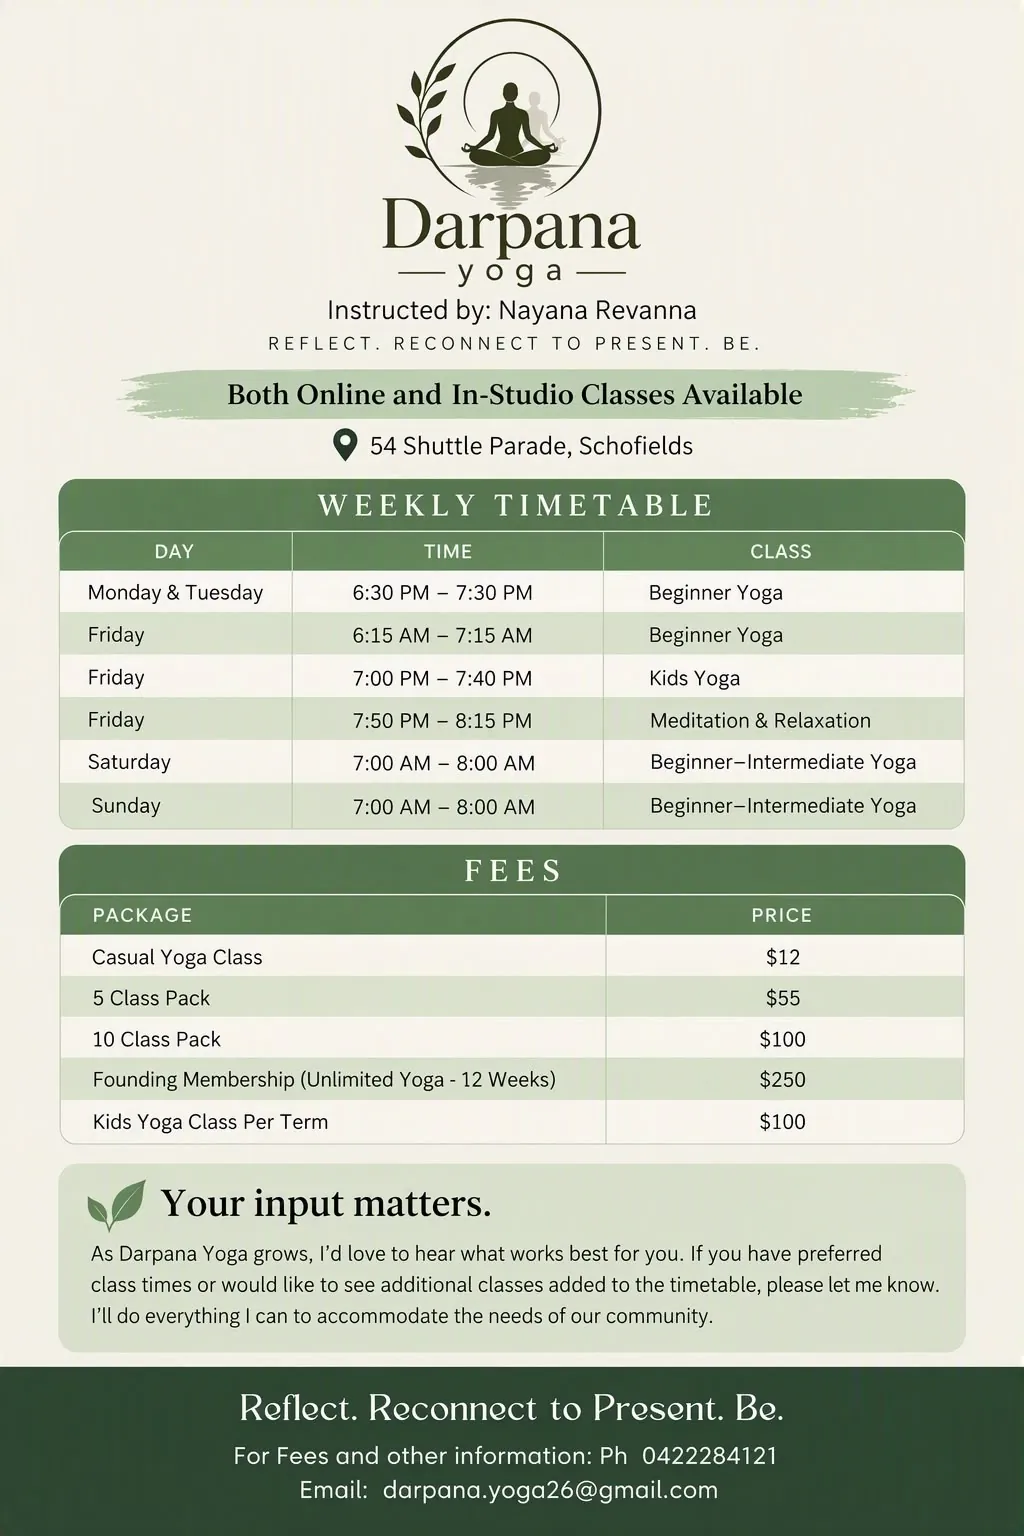 Darpana
yoga
Instructed by: Nayana Revanna
REFLECT. RECONNECT TO PRESENT. BE.
Both Online and In-Studio Classes Available
54 Shuttle Parade, Schofields
WEEKLY TIMETABLE
DAY TIME CLASS
Monday & Tuesday 6:30 PM – 7:30 PM Beginner Yoga
Friday 6:15 AM – 7:15 AM Beginner Yoga
Friday 7:00 PM – 7:40 PM Kids Yoga
Friday 7:50 PM – 8:15 PM Meditation & Relaxation
Saturday 7:00 AM – 8:00 AM Beginner–Intermediate Yoga
Sunday 7:00 AM – 8:00 AM Beginner–Intermediate Yoga
FEES
PACKAGE PRICE
Casual Yoga Class $12
5 Class Pack $55
10 Class Pack $100
Founding Membership (Unlimited Yoga - 12 Weeks) $250
Kids Yoga Class Per Term $100
Your input matters.
As Darpana Yoga grows, I’d love to hear what works best for you. If you have preferred
class times or would like to see additional classes added to the timetable, please let me know.
I’ll do everything I can to accommodate the needs of our community.
Reflect. Reconnect to Present. Be.
For Fees and other information: Ph 0422284121
Email: darpana.yoga26@gmail.com